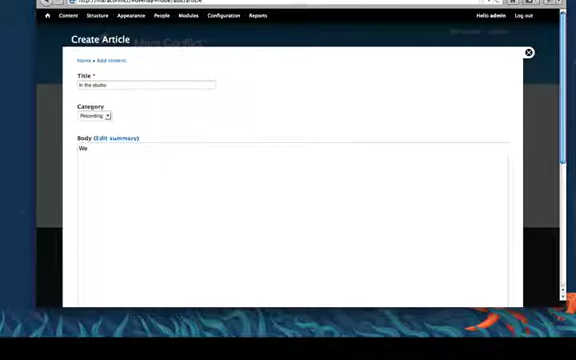 Content Structure Appearance People Modules Configuration Reports Hello admin Log out
Create Article
Home » Add content
Title *
In the studio
Category
Recording
Body (Edit summary)
We